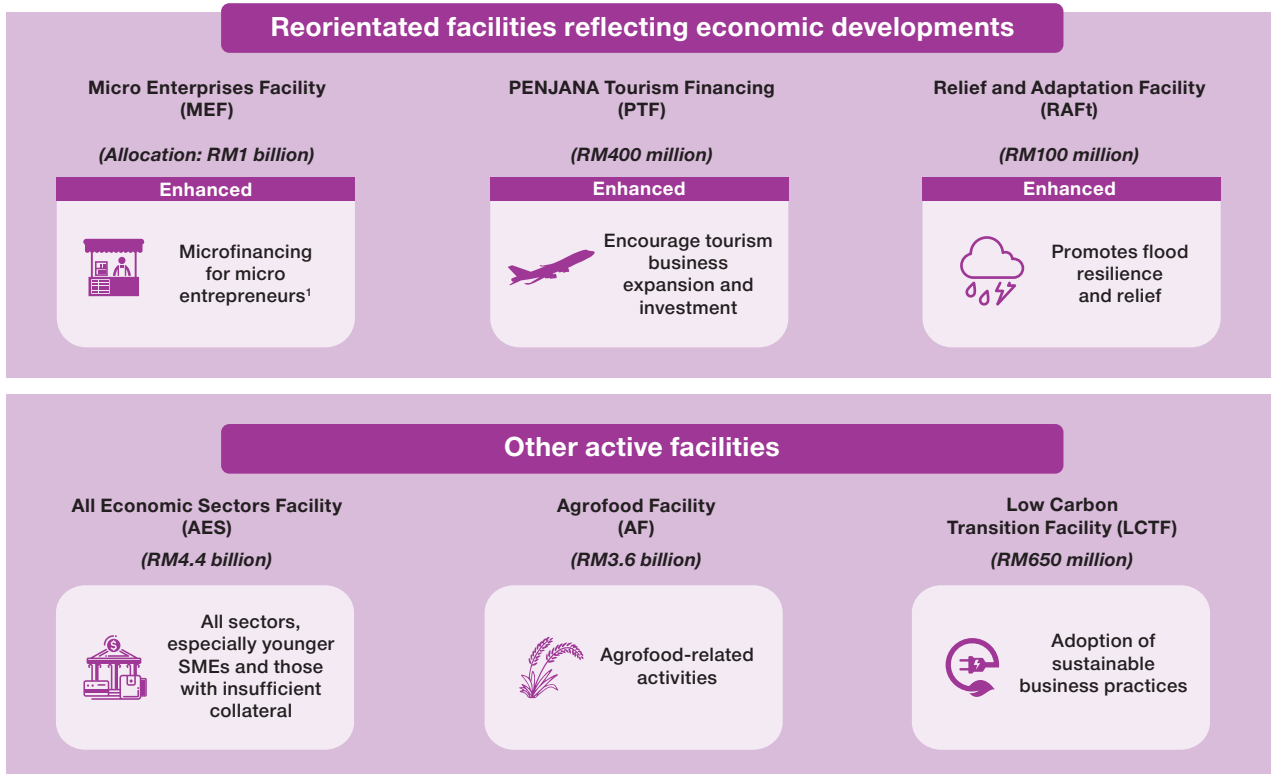 Reorientated facilities reflecting economic developments
Micro Enterprises Facility
(MEF)
(Allocation: RM1 billion)
Enhanced
Microfinancing
for micro
entrepreneurs¹
PENJANA Tourism Financing
(PTF)
(RM400 million)
Enhanced
Encourage tourism
business
expansion and
investment
Relief and Adaptation Facility
(RAFt)
(RM100 million)
Enhanced
Promotes flood
resilience
and relief
Other active facilities
All Economic Sectors Facility
(AES)
(RM4.4 billion)
All sectors,
especially younger
SMEs and those
with insufficient
collateral
Agrofood Facility
(AF)
(RM3.6 billion)
Agrofood-related
activities
Low Carbon
Transition Facility (LCTF)
(RM650 million)
Adoption of
sustainable
business practices